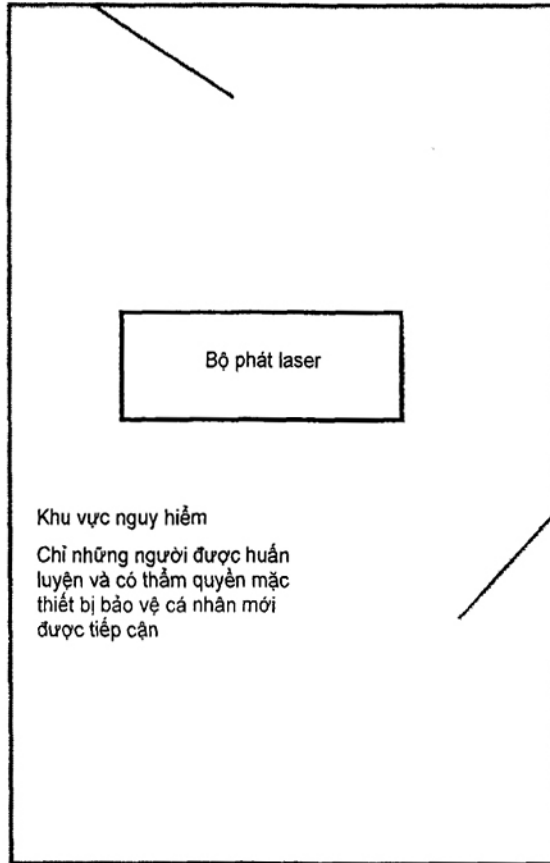 Bộ phát laser
Khu vực nguy hiểm
Chỉ những người được huấn
luyện và có thẩm quyền mặc
thiết bị bảo vệ cá nhân mới
được tiếp cận